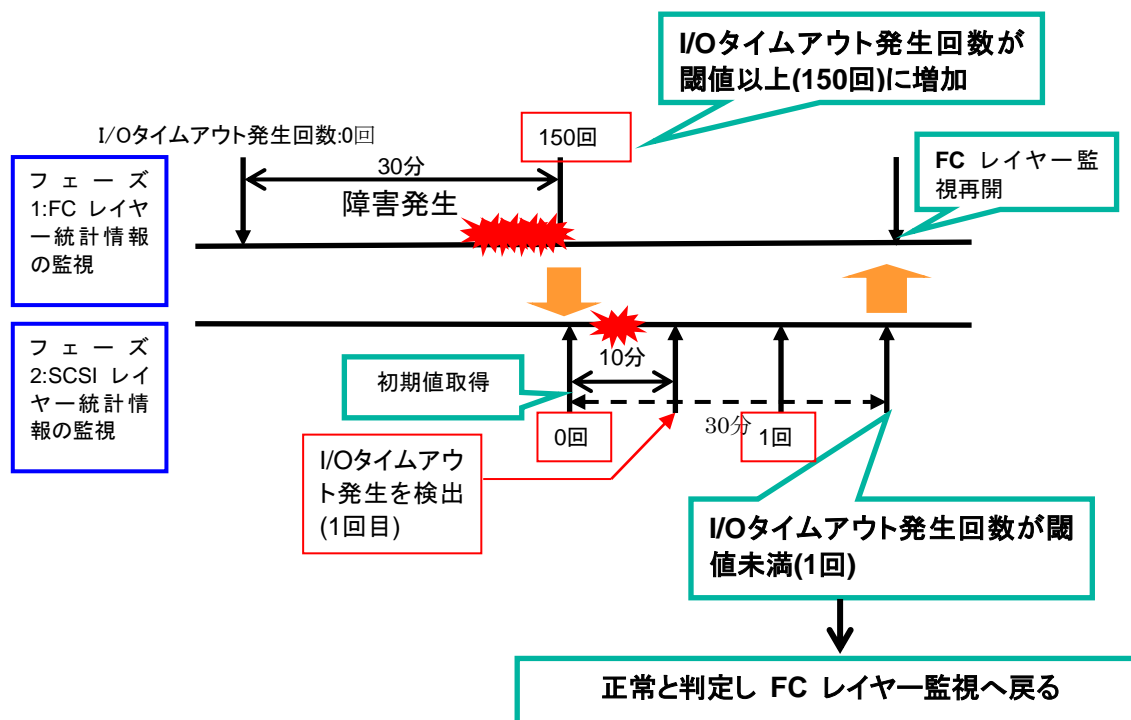 I/Oタイムアウト発生回数が
閾値以上(150回)に増加
I/Oタイムアウト発生回数:0回
150回
フェーズ
1:FC レイヤ
ー統計情報
の監視
30分
障害発生
FC レイヤー監
視再開
フェーズ
2:SCSI レイ
ヤー統計情
報の監視
初期値取得
10分
0回
30分
1回
I/Oタイムアウ
ト発生を検出
(1回目)
I/Oタイムアウト発生回数が閾
値未満(1回)
正常と判定し FC レイヤー監視へ戻る